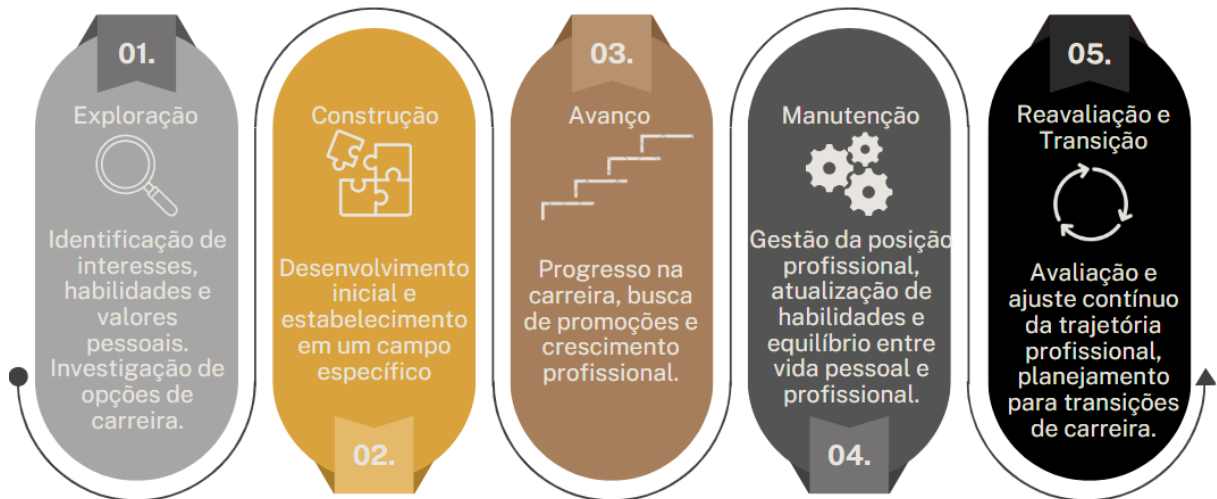 01.
Exploração
Identificação de
interesses,
habilidades e
valores
pessoais.
Investigação de
opções de
carreira.
Construção
Desenvolvimento
inicial e
estabelecimento
em um campo
específico
02.
03.
Avanço
Progresso na
carreira, busca
de promoções e
crescimento
profissional.
Manutenção
Gestão da posição
profissional,
atualização de
habilidades e
equilíbrio entre
vida pessoal e
profissional.
04.
05.
Reavaliação e
Transição
Avaliação e
ajuste contínuo
da trajetória
profissional,
planejamento
para transições
de carreira.